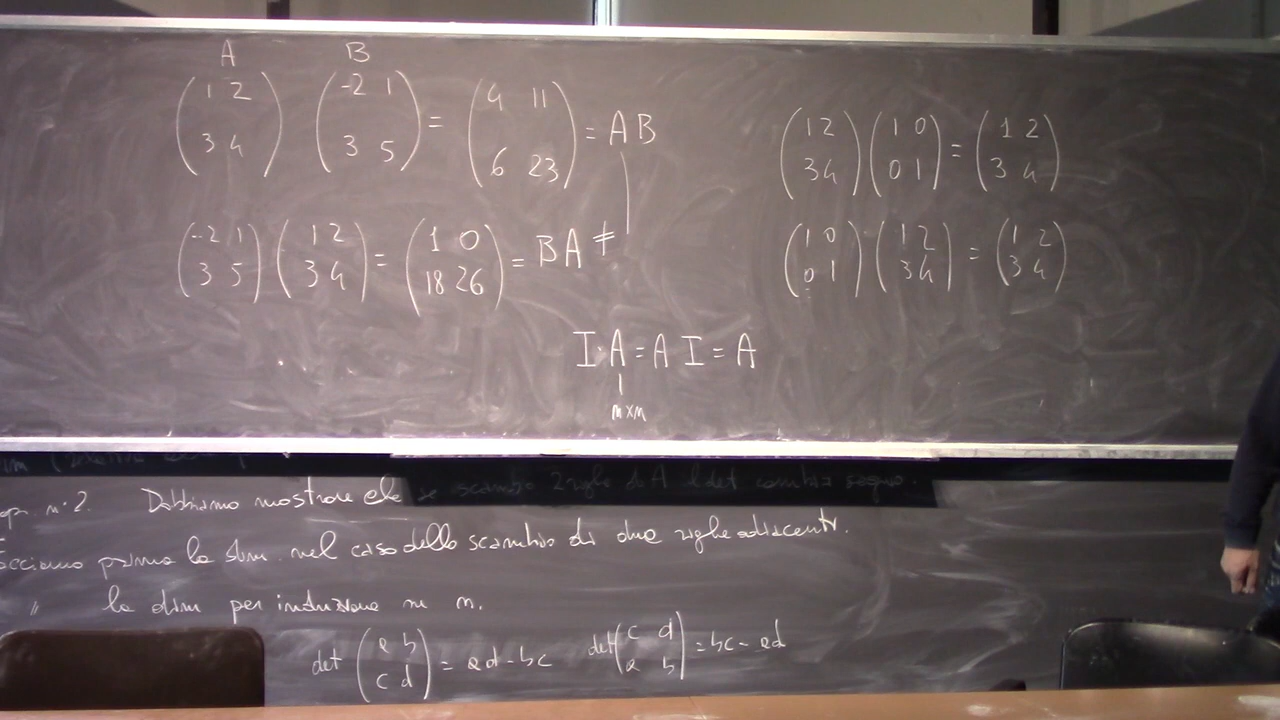 A B
(1 2 / 3 4) (-2 1 / 3 5) = (4 11 / 6 23) = AB
(-2 1 / 3 5) (1 2 / 3 4) = (1 0 / 18 26) = BA ≠
(1 2 / 3 4) (1 0 / 0 1) = (1 2 / 3 4)
(1 0 / 0 1) · (1 2 / 3 4) = (1 2 / 3 4)
I·A = A I = A
n×n
n.2. Dobbiamo mostrare che se scambio 2 righe di A il det cambia segno.
prima la dim. nel caso dello scambio di due righe adiacenti.
" la dim per induzione su n.
det (a b / c d) = ad - bc det (c d / a b) = bc - ad